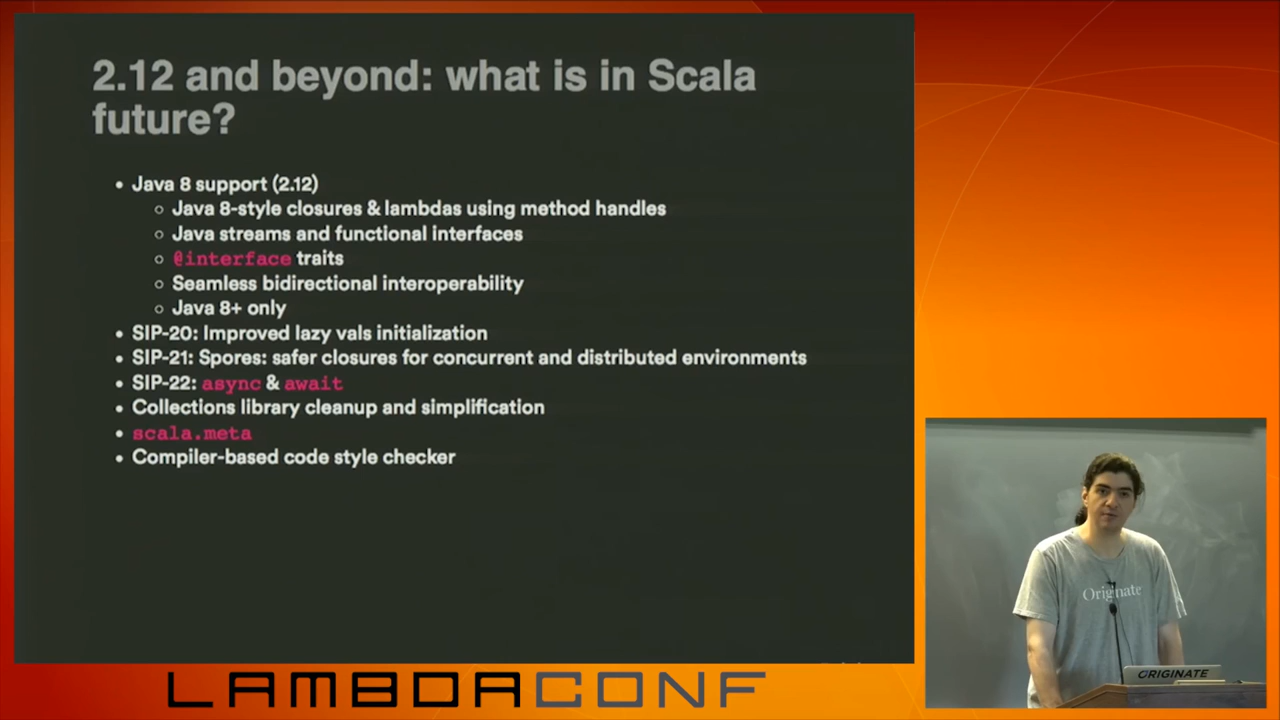 2.12 and beyond: what is in Scala
future?
• Java 8 support (2.12)
○ Java 8-style closures & lambdas using method handles
○ Java streams and functional interfaces
○ @interface traits
○ Seamless bidirectional interoperability
○ Java 8+ only
• SIP-20: Improved lazy vals initialization
• SIP-21: Spores: safer closures for concurrent and distributed environments
• SIP-22: async & await
• Collections library cleanup and simplification
• scala.meta
• Compiler-based code style checker
Originate
ORIGINATE
LAMBDACONF